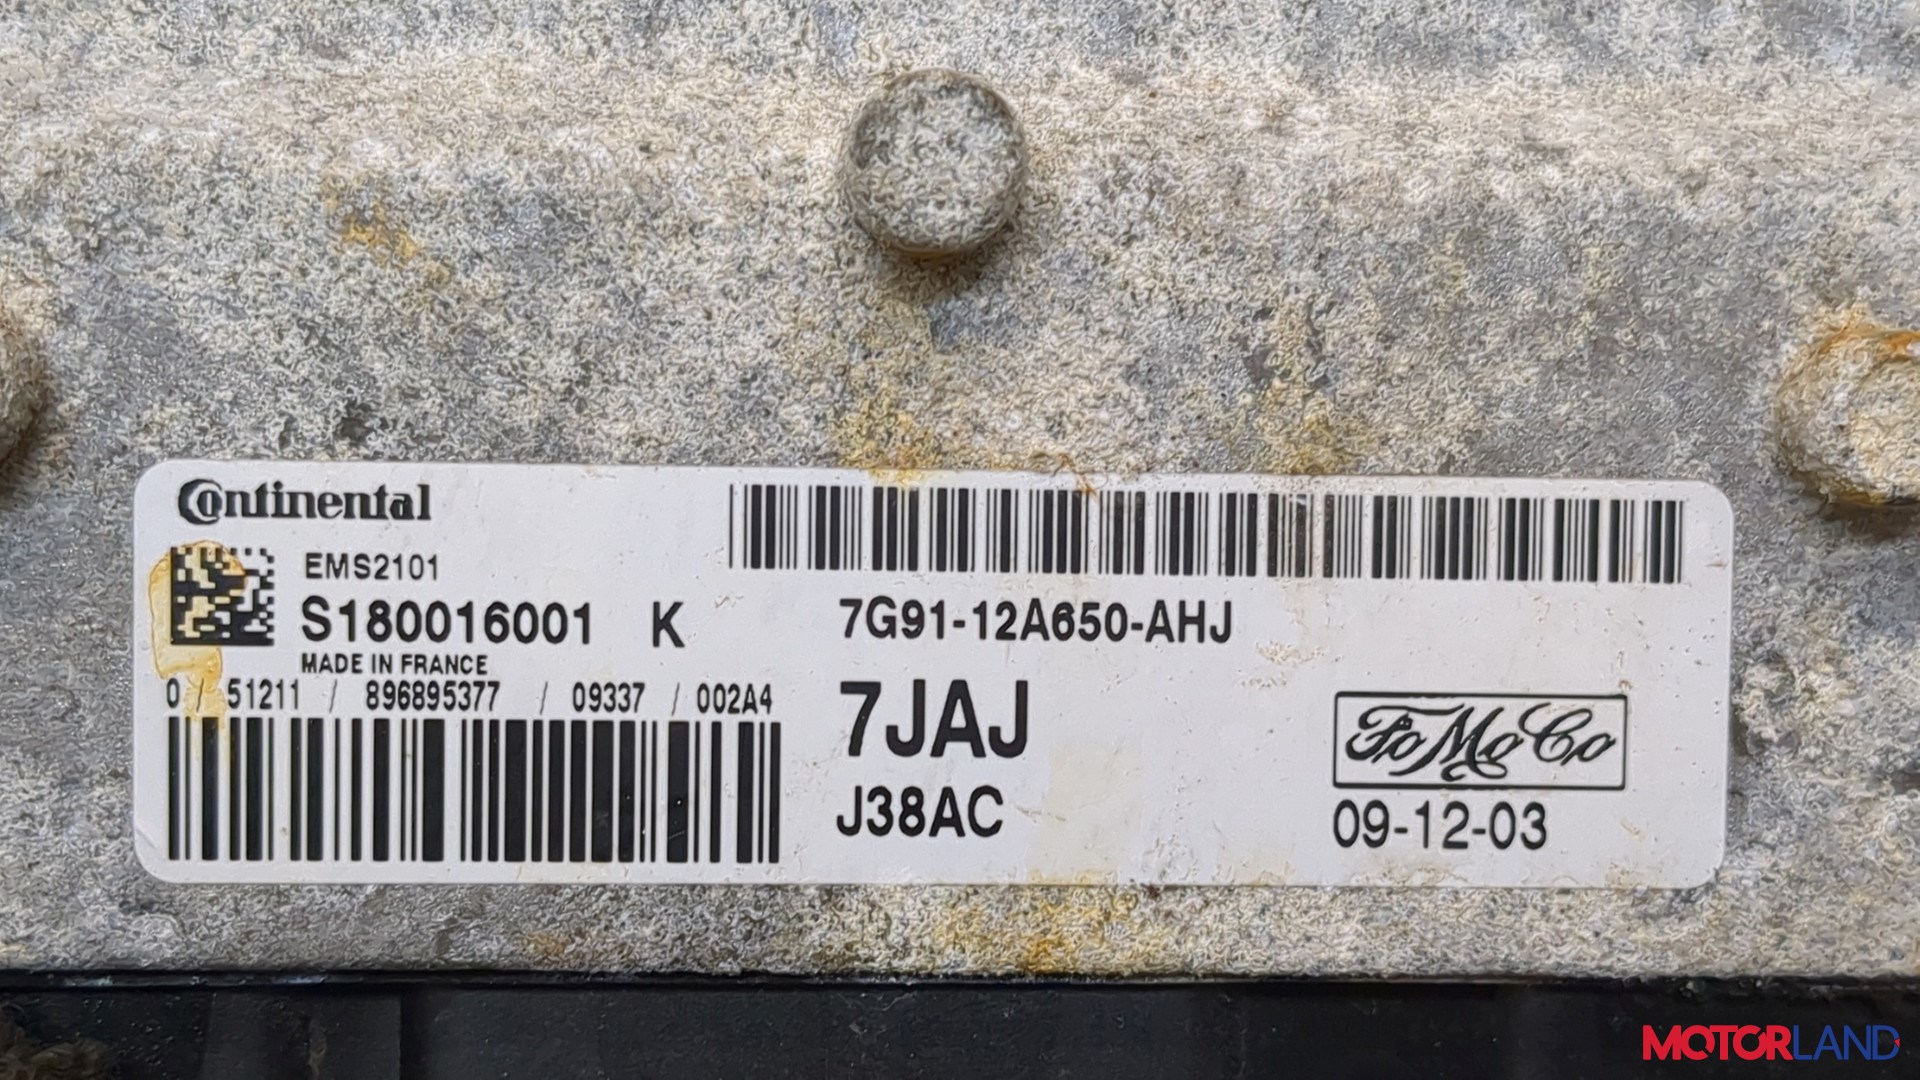 Continental
EMS2101
S180016001 K
MADE IN FRANCE
0 / 51211 / 896895377 / 09337 / 002A4
7G91-12A650-AHJ
7JAJ
J38AC
FoMoCo
09-12-03
MOTORLAND